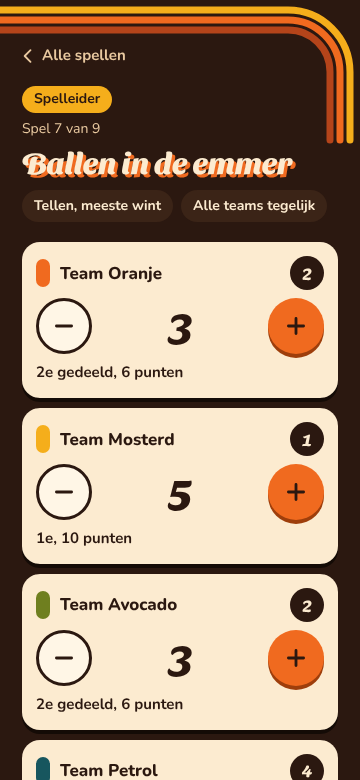 Alle spellen
Spelleider
Spel 7 van 9
Ballen in de emmer
Tellen, meeste wint
Alle teams tegelijk
Team Oranje
2
3
2e gedeeld, 6 punten
Team Mosterd
1
5
1e, 10 punten
Team Avocado
2
3
2e gedeeld, 6 punten
Team Petrol
4